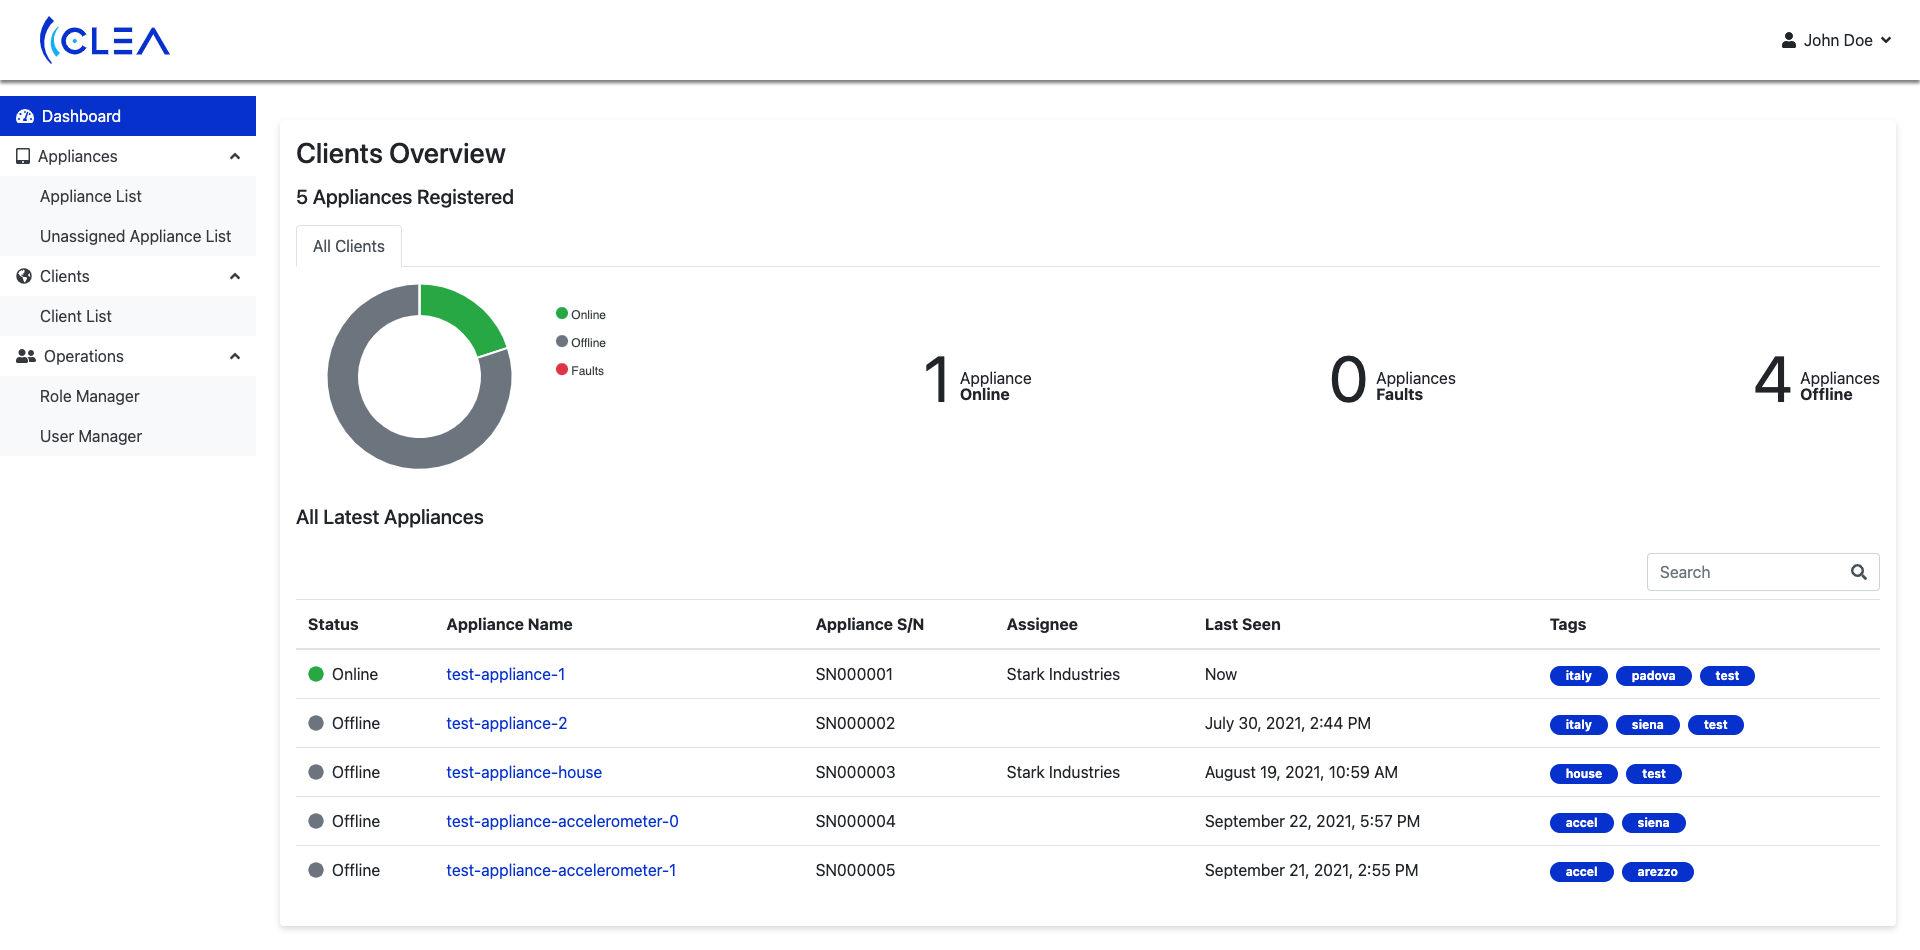 CLEA
John Doe
Dashboard
Appliances
Appliance List
Unassigned Appliance List
Clients
Client List
Operations
Role Manager
User Manager
Clients Overview
5 Appliances Registered
All Clients
Online
Offline
Faults
1 Appliance Online
0 Appliances Faults
4 Appliances Offline
All Latest Appliances
Search
Status Appliance Name Appliance S/N Assignee Last Seen Tags
Online test-appliance-1 SN000001 Stark Industries Now italy padova test
Offline test-appliance-2 SN000002 July 30, 2021, 2:44 PM italy siena test
Offline test-appliance-house SN000003 Stark Industries August 19, 2021, 10:59 AM house test
Offline test-appliance-accelerometer-0 SN000004 September 22, 2021, 5:57 PM accel siena
Offline test-appliance-accelerometer-1 SN000005 September 21, 2021, 2:55 PM accel arezzo